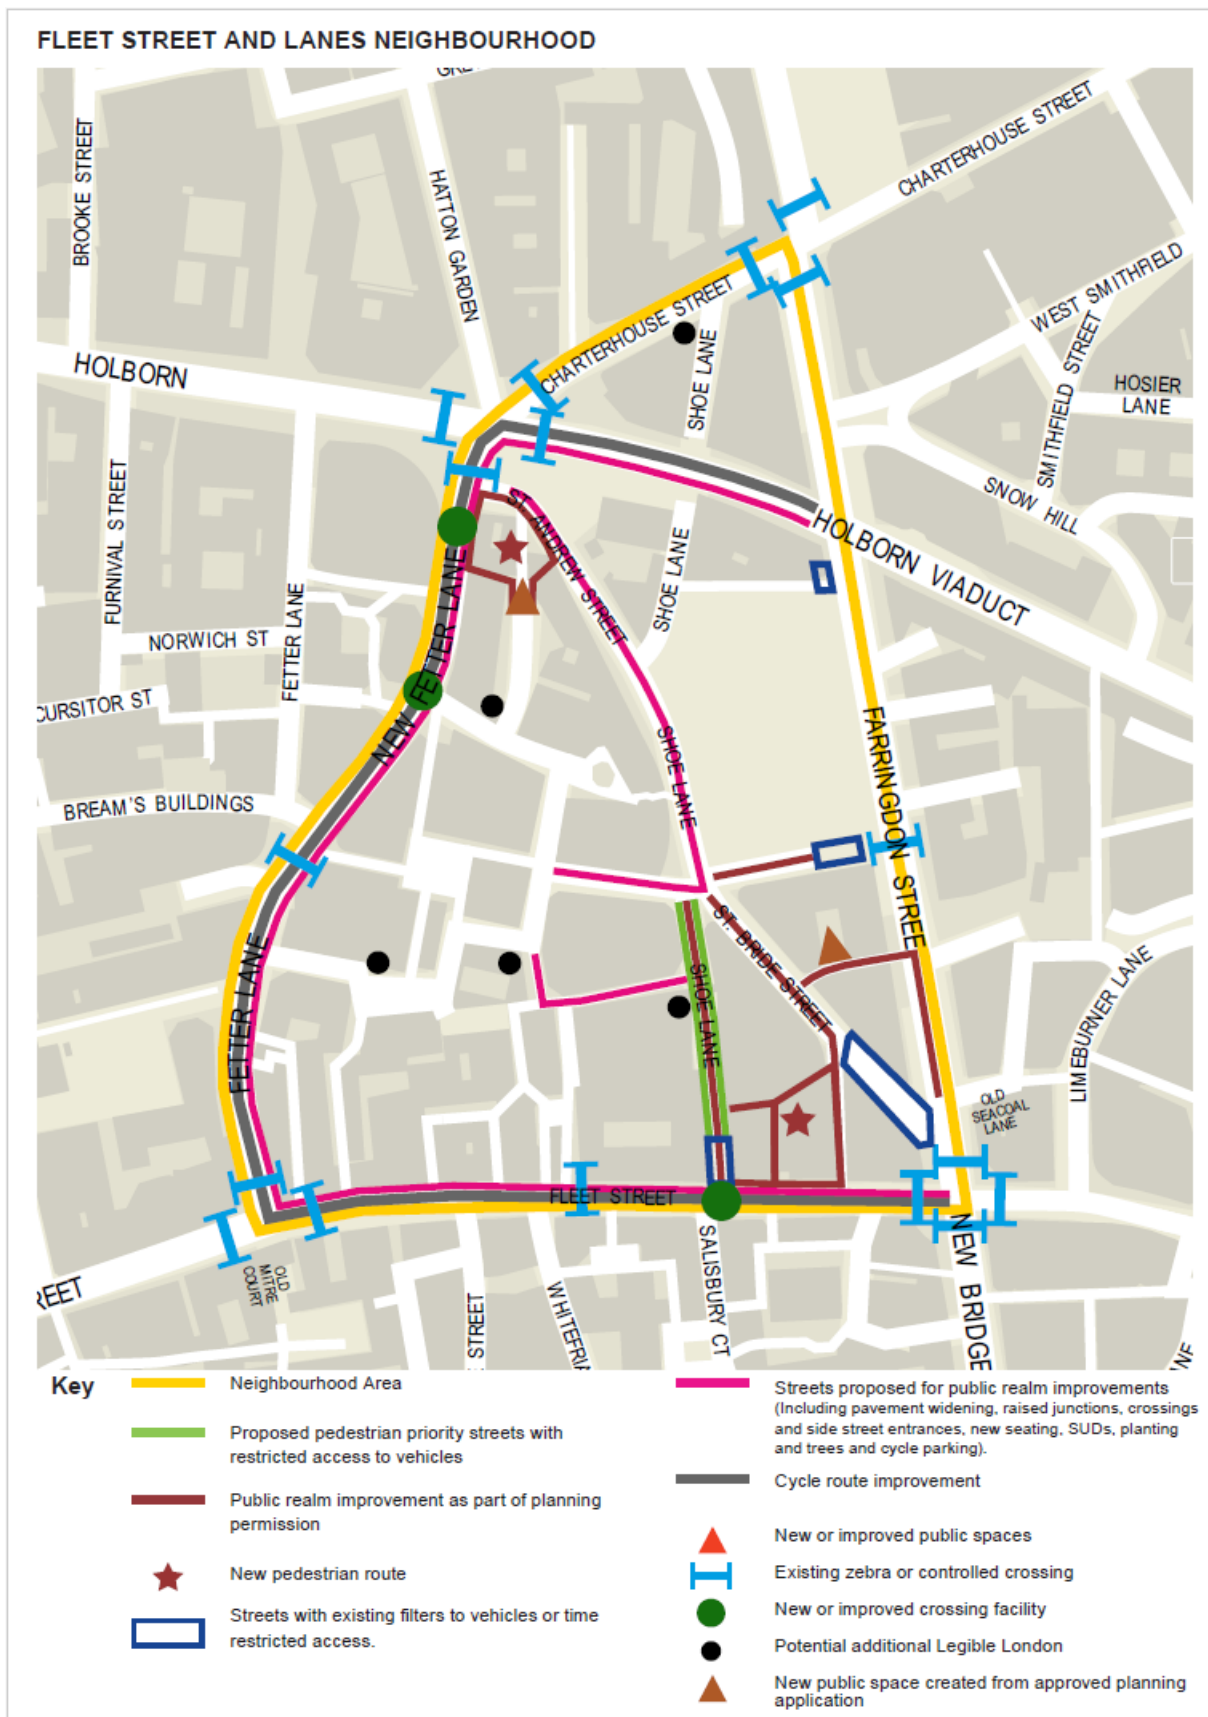 FLEET STREET AND LANES NEIGHBOURHOOD
GRE
BROOKE STREET
HATTON GARDEN
CHARTERHOUSE STREET
WEST SMITHFIELD
CHARTERHOUSE STREET
SHOE LANE
SMITHFIELD STREET
HOSIER
LANE
HOLBORN
SNOW HILL
FURNIVAL STREET
ST. ANDREW STREET
HOLBORN VIADUCT
SHOE LANE
FETTER LANE
NORWICH ST
NEW FETTER LANE
CURSITOR ST
SHOE LANE
FARRINGDON STREE
BREAM'S BUILDINGS
FETTER LANE
ST. BRIDE STREET
SHOE LANE
LIMEBURNER LANE
OLD
SEACOAL
LANE
FLEET STREET
REET
OLD
MITRE
COURT
STREET
WHITEFRIA
SALISBURY CT
NEW BRIDGE
NE
Key
Neighbourhood Area
Proposed pedestrian priority streets with
restricted access to vehicles
Public realm improvement as part of planning
permission
New pedestrian route
Streets with existing filters to vehicles or time
restricted access.
Streets proposed for public realm improvements
(Including pavement widening, raised junctions, crossings
and side street entrances, new seating, SUDs, planting
and trees and cycle parking).
Cycle route improvement
New or improved public spaces
Existing zebra or controlled crossing
New or improved crossing facility
Potential additional Legible London
New public space created from approved planning
application